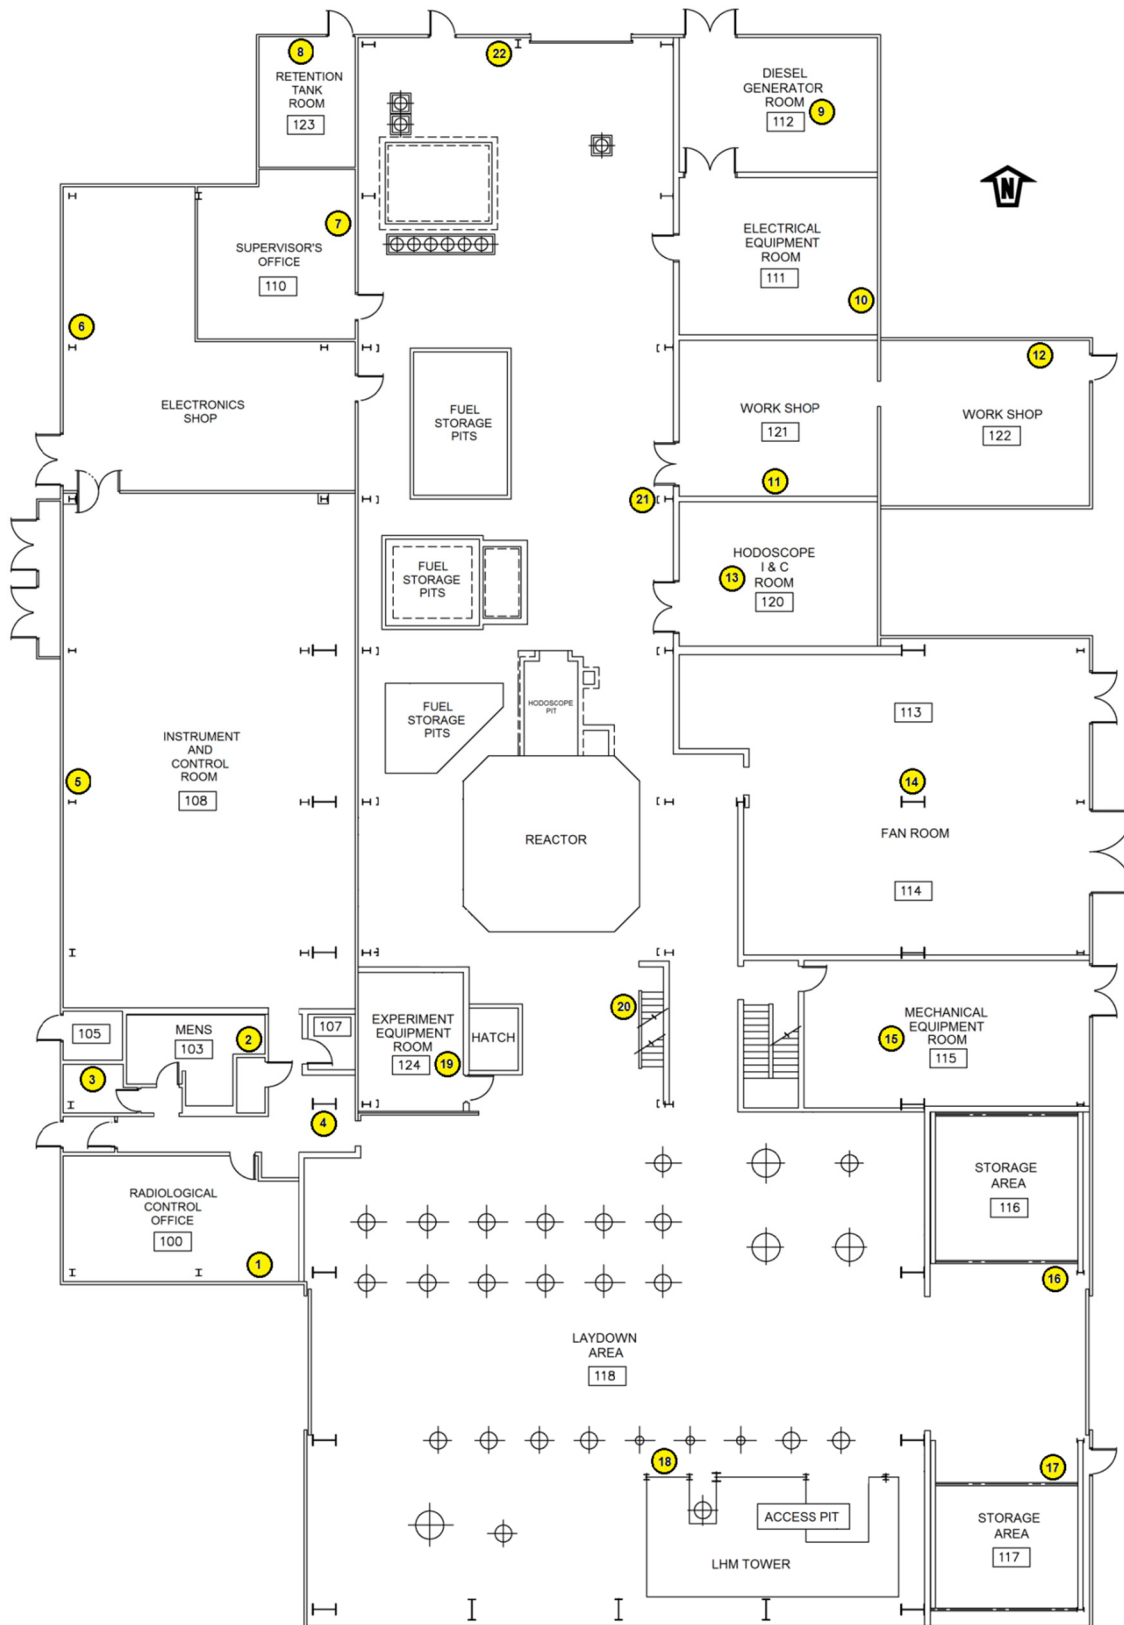 8
RETENTION
TANK
ROOM
123
22
DIESEL
GENERATOR
ROOM
112
9
N
7
SUPERVISOR'S
OFFICE
110
ELECTRICAL
EQUIPMENT
ROOM
111
10
6
12
ELECTRONICS
SHOP
FUEL
STORAGE
PITS
WORK SHOP
121
WORK SHOP
122
11
21
FUEL
STORAGE
PITS
HODOSCOPE
I & C
ROOM
120
13
INSTRUMENT
AND
CONTROL
ROOM
108
5
FUEL
STORAGE
PITS
HODOSCOPE
PIT
113
14
REACTOR
FAN ROOM
114
105
MENS
103
2
107
EXPERIMENT
EQUIPMENT
ROOM
124
19
HATCH
20
MECHANICAL
EQUIPMENT
ROOM
115
15
3
4
RADIOLOGICAL
CONTROL
OFFICE
100
1
STORAGE
AREA
116
16
LAYDOWN
AREA
118
18
17
ACCESS PIT
LHM TOWER
STORAGE
AREA
117